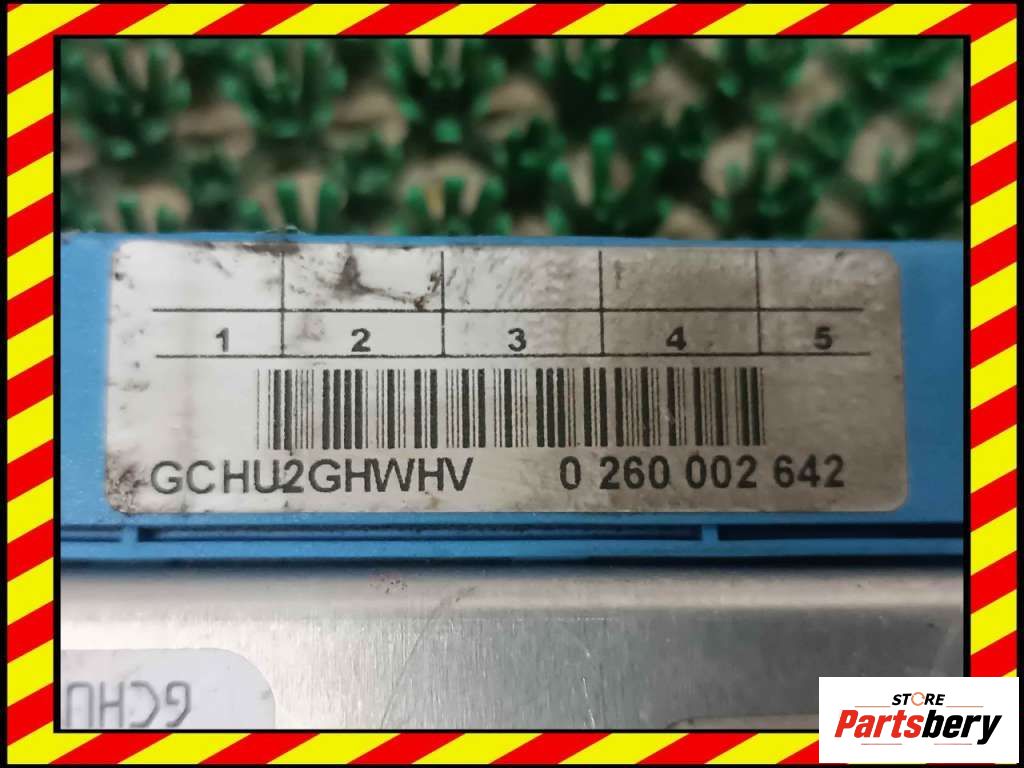 1 2 3 4 5
GCHU2GHWHV 0 260 002 642
GCHU
STORE
Partsbery